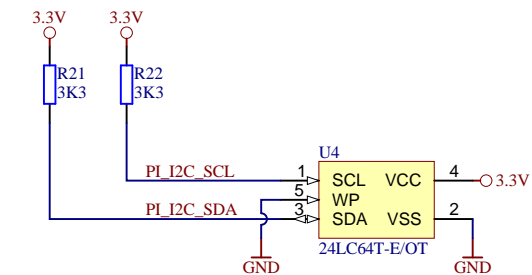 3.3V 3.3V
R21 R22
3K3 3K3
U4
PI_I2C_SCL 1 SCL VCC 4 3.3V
5 WP
PI_I2C_SDA 3 SDA VSS 2
24LC64T-E/OT
GND GND